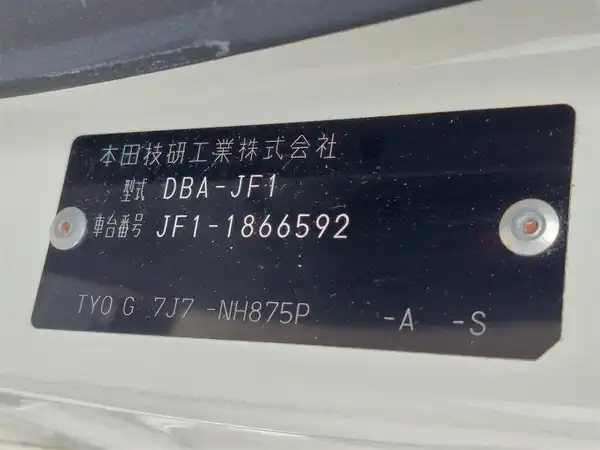 本田技研工業株式会社
型式 DBA-JF1
車台番号 JF1-1866592
TYO G 7J7 -NH875P -A -S